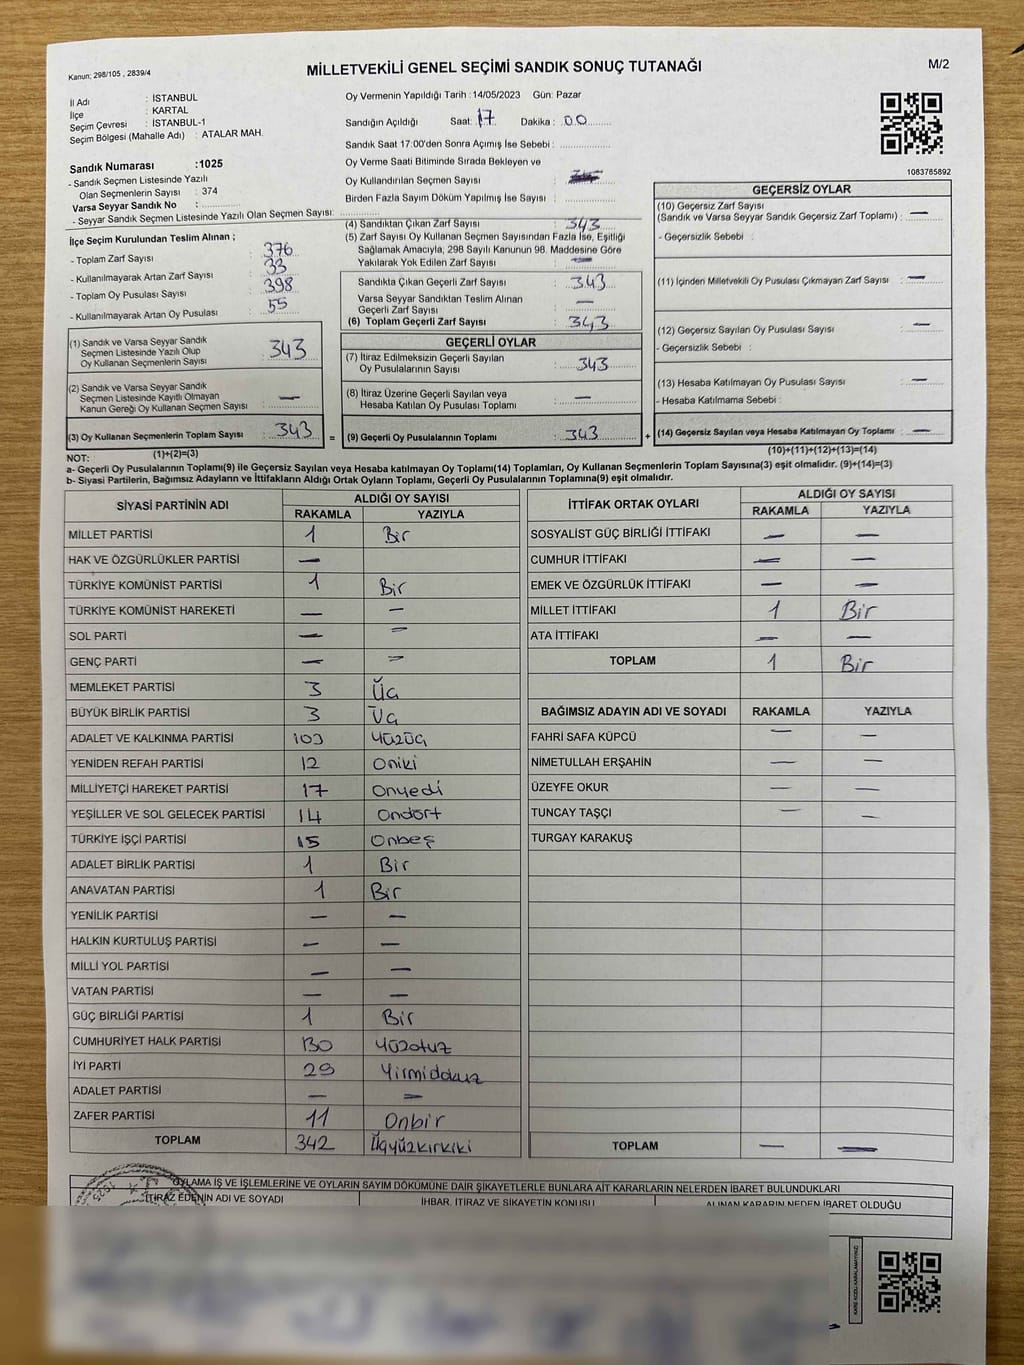 Kanun; 298/105 , 2839/4
MİLLETVEKİLİ GENEL SEÇİMİ SANDIK SONUÇ TUTANAĞI
M/2
İl Adı : İSTANBUL
İlçe : KARTAL
Seçim Çevresi : İSTANBUL-1
Seçim Bölgesi (Mahalle Adı) : ATALAR MAH.
Sandık Numarası :1025
- Sandık Seçmen Listesinde Yazılı
Olan Seçmenlerin Sayısı : 374
Varsa Seyyar Sandık No :
- Seyyar Sandık Seçmen Listesinde Yazılı Olan Seçmen Sayısı:
Oy Vermenin Yapıldığı Tarih :14/05/2023 Gün: Pazar
Sandığın Açıldığı Saat: 17 Dakika : 00
Sandık Saat 17.00'den Sonra Açımış İse Sebebi :
Oy Verme Saati Bitiminde Sırada Bekleyen ve
Oy Kullandırılan Seçmen Sayısı :
Birden Fazla Sayım Döküm Yapılmış İse Sayısı :
1083785892
İlçe Seçim Kurulundan Teslim Alınan ;
- Toplam Zarf Sayısı : 376
- Kullanılmayarak Artan Zarf Sayısı : 33
- Toplam Oy Pusulası Sayısı : 398
- Kullanılmayarak Artan Oy Pusulası : 55
(4) Sandıktan Çıkan Zarf Sayısı : 343
(5) Zarf Sayısı Oy Kullanan Seçmen Sayısından Fazla İse, Eşitliği
Sağlamak Amacıyla, 298 Sayılı Kanunun 98. Maddesine Göre
Yakılarak Yok Edilen Zarf Sayısı : —
Sandıkta Çıkan Geçerli Zarf Sayısı : 343
Varsa Seyyar Sandıktan Teslim Alınan
Geçerli Zarf Sayısı : —
(6) Toplam Geçerli Zarf Sayısı : 343
GEÇERSİZ OYLAR
(10) Geçersiz Zarf Sayısı
(Sandık ve Varsa Seyyar Sandık Geçersiz Zarf Toplamı) : —
- Geçersizlik Sebebi :
(11) İçinden Milletvekili Oy Pusulası Çıkmayan Zarf Sayısı : —
(12) Geçersiz Sayılan Oy Pusulası Sayısı : —
- Geçersizlik Sebebi :
(13) Hesaba Katılmayan Oy Pusulası Sayısı : —
- Hesaba Katılmama Sebebi :
(14) Geçersiz Sayılan veya Hesaba Katılmayan Oy Toplamı : —
(10)+(11)+(12)+(13)=(14)
(1) Sandık ve Varsa Seyyar Sandık
Seçmen Listesinde Yazılı Olup
Oy Kullanan Seçmenlerin Sayısı : 343
(2) Sandık ve Varsa Seyyar Sandık
Seçmen Listesinde Kayıtlı Olmayan
Kanun Gereği Oy Kullanan Seçmen Sayısı : —
(3) Oy Kullanan Seçmenlerin Toplam Sayısı : 343 =
GEÇERLİ OYLAR
(7) İtiraz Edilmeksizin Geçerli Sayılan
Oy Pusulalarının Sayısı : 343
(8) İtiraz Üzerine Geçerli Sayılan veya
Hesaba Katılan Oy Pusulası Toplamı : —
(9) Geçerli Oy Pusulalarının Toplamı : 343 +
NOT: (1)+(2)=(3)
a- Geçerli Oy Pusulasının Toplamı(9) ile Geçersiz Sayılan veya Hesaba katılmayan Oy Toplamı(14) Toplamları, Oy Kullanan Seçmenlerin Toplam Sayısına(3) eşit olmalıdır. (9)+(14)=(3)
b- Siyasi Partilerin, Bağımsız Adayların ve İttifakların Aldığı Ortak Oyların Toplamı, Geçerli Oy Pusulalarının Toplamına(9) eşit olmalıdır.
SİYASİ PARTİNİN ADI ALDIĞI OY SAYISI
RAKAMLA YAZIYLA
MİLLET PARTİSİ 1 Bir
HAK VE ÖZGÜRLÜKLER PARTİSİ —
TÜRKİYE KOMÜNİST PARTİSİ 1 Bir
TÜRKİYE KOMÜNİST HAREKETİ — —
SOL PARTİ — —
GENÇ PARTİ — —
MEMLEKET PARTİSİ 3 Üç
BÜYÜK BİRLİK PARTİSİ 3 Üç
ADALET VE KALKINMA PARTİSİ 103 Yüzüç
YENİDEN REFAH PARTİSİ 12 Oniki
MİLLİYETÇİ HAREKET PARTİSİ 17 Onyedi
YEŞİLLER VE SOL GELECEK PARTİSİ 14 Ondört
TÜRKİYE İŞÇİ PARTİSİ 15 Onbeş
ADALET BİRLİK PARTİSİ 1 Bir
ANAVATAN PARTİSİ 1 Bir
YENİLİK PARTİSİ — —
HALKIN KURTULUŞ PARTİSİ — —
MİLLİ YOL PARTİSİ — —
VATAN PARTİSİ — —
GÜÇ BİRLİĞİ PARTİSİ 1 Bir
CUMHURİYET HALK PARTİSİ 130 Yüzotuz
İYİ PARTİ 29 Yirmidokuz
ADALET PARTİSİ — —
ZAFER PARTİSİ 11 Onbir
TOPLAM 342 Üçyüzkırkiki
İTTİFAK ORTAK OYLARI ALDIĞI OY SAYISI
RAKAMLA YAZIYLA
SOSYALİST GÜÇ BİRLİĞİ İTTİFAKI — —
CUMHUR İTTİFAKI — —
EMEK VE ÖZGÜRLÜK İTTİFAKI — —
MİLLET İTTİFAKI 1 Bir
ATA İTTİFAKI — —
TOPLAM 1 Bir
BAĞIMSIZ ADAYIN ADI VE SOYADI RAKAMLA YAZIYLA
FAHRİ SAFA KÜPCÜ — —
NİMETULLAH ERŞAHİN — —
ÜZEYFE OKUR — —
TUNCAY TAŞÇI — —
TURGAY KARAKUŞ
TOPLAM — —
OYLAMA İŞ VE İŞLEMLERİNE VE OYLARIN SAYIM DÖKÜMÜNE DAİR ŞİKAYETLERLE BUNLARA AİT KARARLARIN NELERDEN İBARET BULUNDUKLARI
İTİRAZ EDENİN ADI VE SOYADI İHBAR, İTİRAZ VE ŞİKAYETİN KONUSU ALINAN KARARIN NEDEN İBARET OLDUĞU